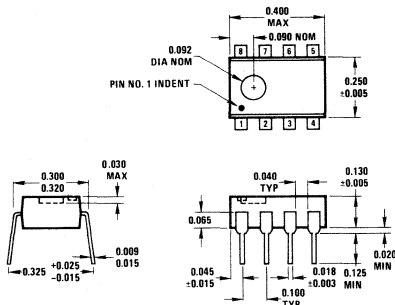 0.400
MAX
0.090 NOM
0.092
DIA NOM
8 7 6 5
PIN NO. 1 INDENT
0.250
±0.005
1 2 3 4
0.300
0.320
0.030
MAX
0.040
TYP
0.130
±0.005
0.065
0.020
MIN
0.325 +0.025
-0.015
0.009
0.015
0.045
±0.015
0.018
±0.003
0.125
MIN
0.100
TYP